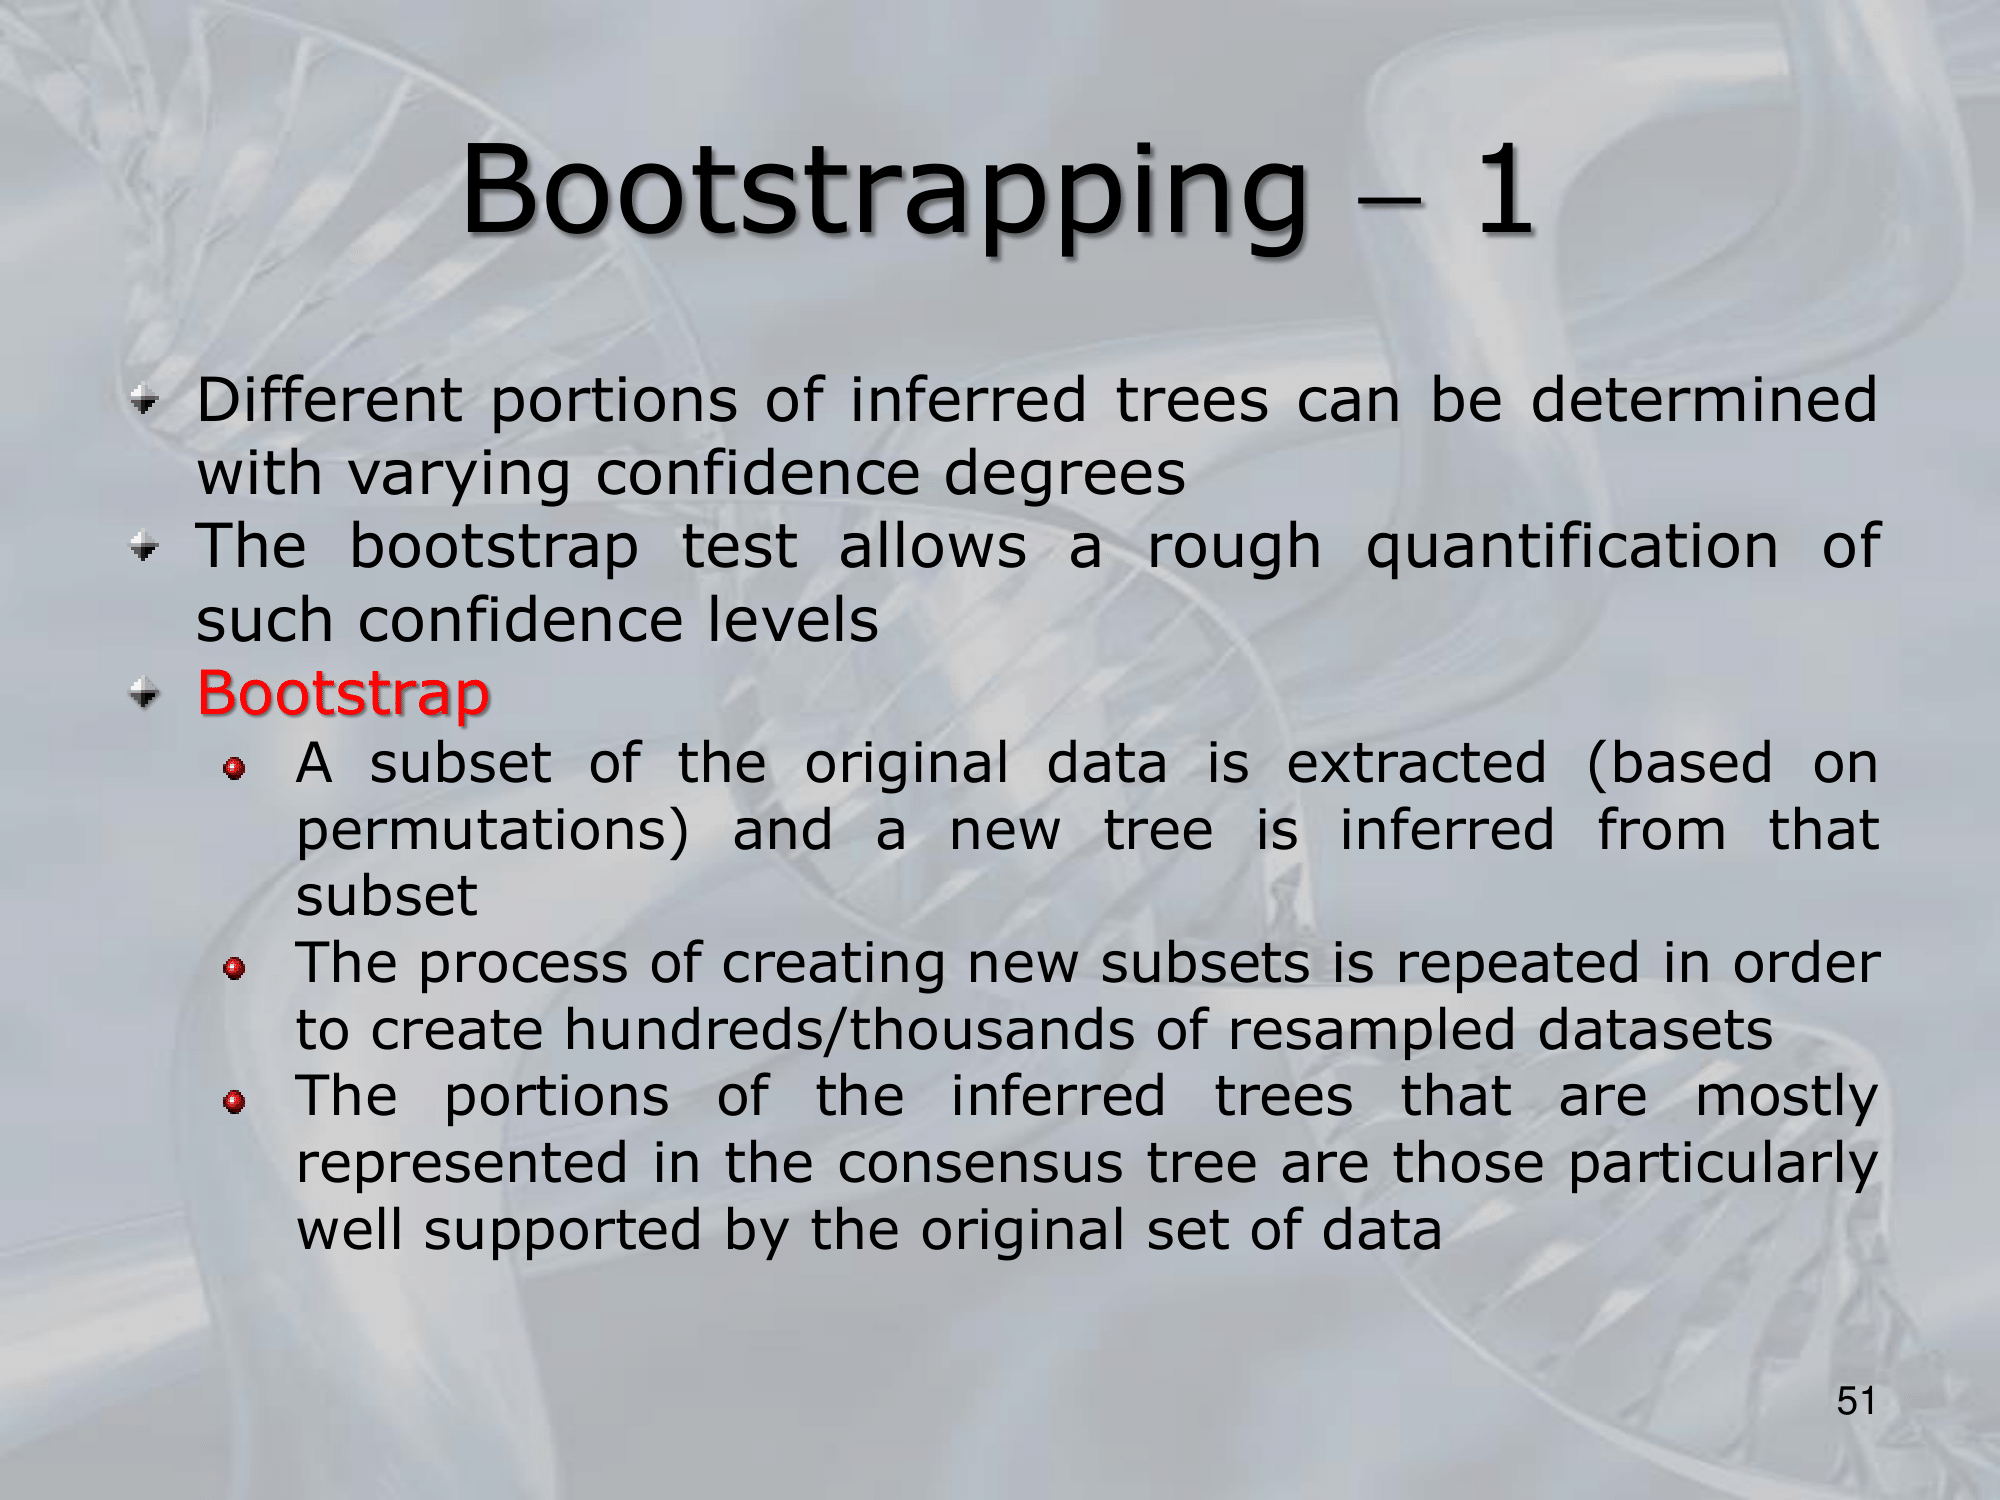 Bootstrapping – 1
Different portions of inferred trees can be determined
with varying confidence degrees
The bootstrap test allows a rough quantification of
such confidence levels
Bootstrap
A subset of the original data is extracted (based on
permutations) and a new tree is inferred from that
subset
The process of creating new subsets is repeated in order
to create hundreds/thousands of resampled datasets
The portions of the inferred trees that are mostly
represented in the consensus tree are those particularly
well supported by the original set of data
51